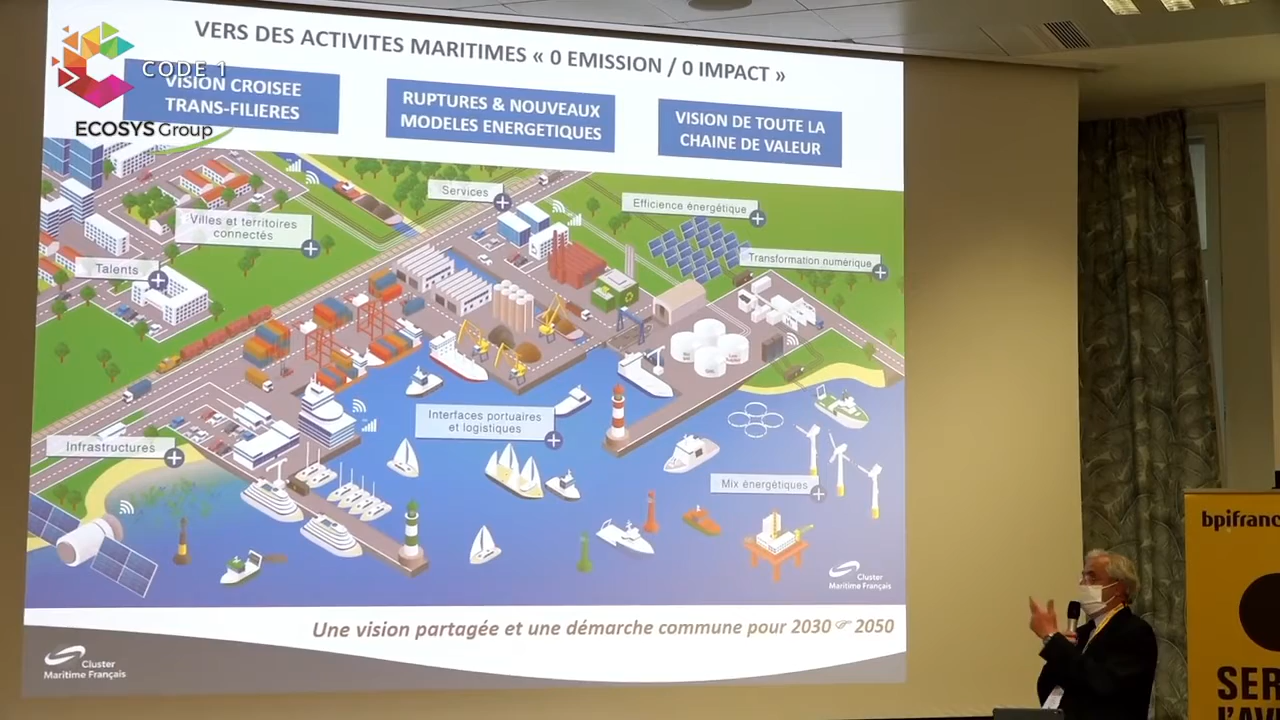 VERS DES ACTIVITES MARITIMES « 0 EMISSION / 0 IMPACT »
CODE 1
ECOSYS Group
VISION CROISEE
TRANS-FILIERES
RUPTURES & NOUVEAUX
MODELES ENERGETIQUES
VISION DE TOUTE LA
CHAINE DE VALEUR
Services
Efficience énergétique
Villes et territoires
connectés
Transformation numérique
Talents
Interfaces portuaires
et logistiques
Infrastructures
Mix énergétiques
Cluster
Maritime Français
Une vision partagée et une démarche commune pour 2030 ☞ 2050
Cluster
Maritime Français
bpifranc
SER
L'AV